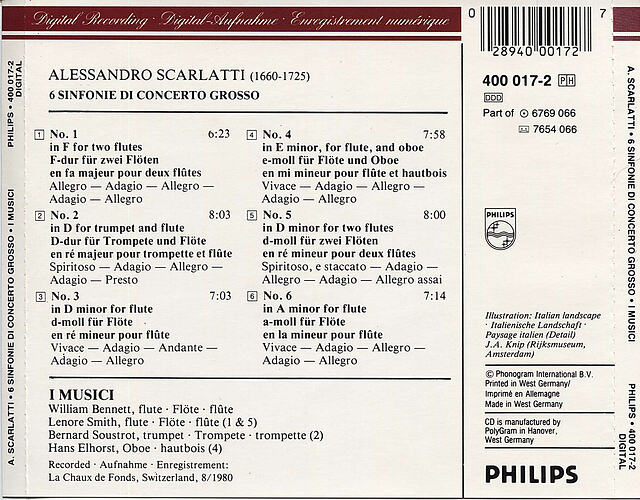 Digital Recording · Digital-Aufnahme · Enregistrement numérique
ALESSANDRO SCARLATTI (1660-1725)
6 SINFONIE DI CONCERTO GROSSO
1 No. 1 6:23
in F for two flutes
F-dur für zwei Flöten
en fa majeur pour deux flûtes
Allegro — Adagio — Allegro —
Adagio — Allegro
2 No. 2 8:03
in D for trumpet and flute
D-dur für Trompete und Flöte
en ré majeur pour trompette et flûte
Spiritoso — Adagio — Allegro —
Adagio — Presto
3 No. 3 7:03
in D minor for flute
d-moll für Flöte
en ré mineur pour flûte
Vivace — Adagio — Andante —
Adagio — Allegro
4 No. 4 7:58
in E minor, for flute, and oboe
e-moll für Flöte und Oboe
en mi mineur pour flûte et hautbois
Vivace — Adagio — Allegro —
Adagio — Allegro
5 No. 5 8:00
in D minor for two flutes
d-moll für zwei Flöten
en ré mineur pour deux flûtes
Spiritoso, e staccato — Adagio —
Allegro — Adagio — Allegro assai
6 No. 6 7:14
in A minor for flute
a-moll für Flöte
en la mineur pour flûte
Vivace — Adagio — Allegro —
Adagio — Allegro
I MUSICI
William Bennett, flute · Flöte · flûte
Lenore Smith, flute · Flöte · flûte (1 & 5)
Bernard Soustrot, trumpet · Trompete · trompette (2)
Hans Elhorst, Oboe · hautbois (4)
Recorded · Aufnahme · Enregistrement:
La Chaux de Fonds, Switzerland, 8/1980
0 28940 00172 7
400 017-2 PH
DDD
Part of 6769 066
7654 066
PHILIPS
Illustration: Italian landscape
· Italienische Landschaft ·
Paysage italien (Detail)
J.A. Knip (Rijksmuseum,
Amsterdam)
© Phonogram International B.V.
Printed in West Germany/
Imprimé en Allemagne
Made in West Germany
CD is manufactured by
PolyGram in Hanover,
West Germany
PHILIPS
A. SCARLATTI • 6 SINFONIE DI CONCERTO GROSSO • I MUSICI PHILIPS • 400 017-2
DIGITAL
A. SCARLATTI • 6 SINFONIE DI CONCERTO GROSSO • I MUSICI PHILIPS • 400 017-2
DIGITAL